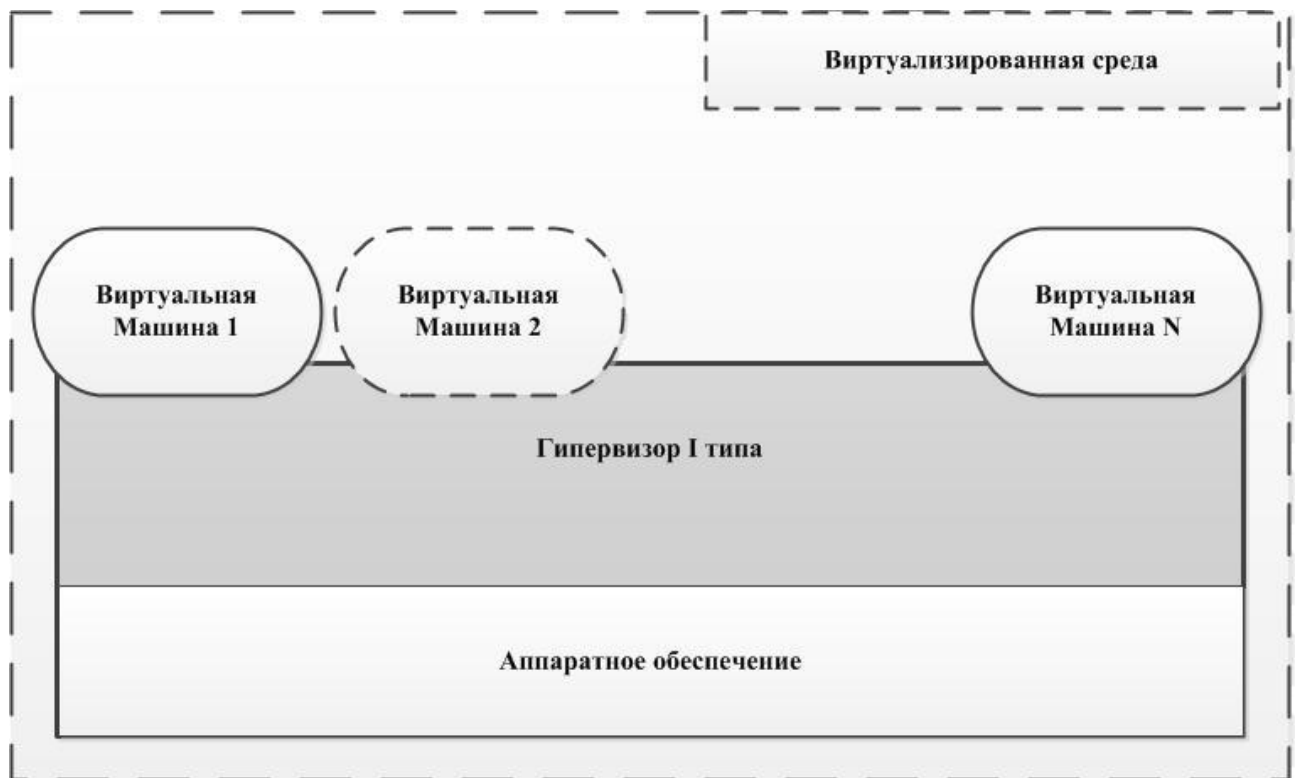 Виртуализированная среда
Виртуальная
Машина 1
Виртуальная
Машина 2
Виртуальная
Машина N
Гипервизор I типа
Аппаратное обеспечение